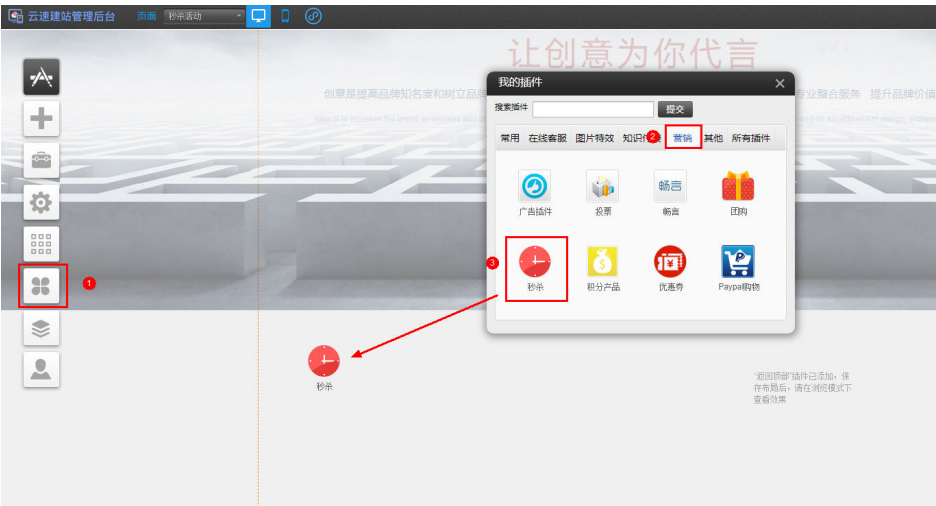 云速建站管理后台 页面 秒杀活动
让创意为你代言
创意是提高品牌知名度和树立品牌
专业整合服务 提升品牌价值
我的插件
搜索插件 提交
常用 在线客服 图片特效 知识 2 营销 其他 所有插件
畅言
广告插件 投票 畅言 团购
3
秒杀 积分产品 优惠券 Paypal购物
1
秒杀
"返回顶部"插件已添加，保
存布局后，请在浏览模式下
查看效果